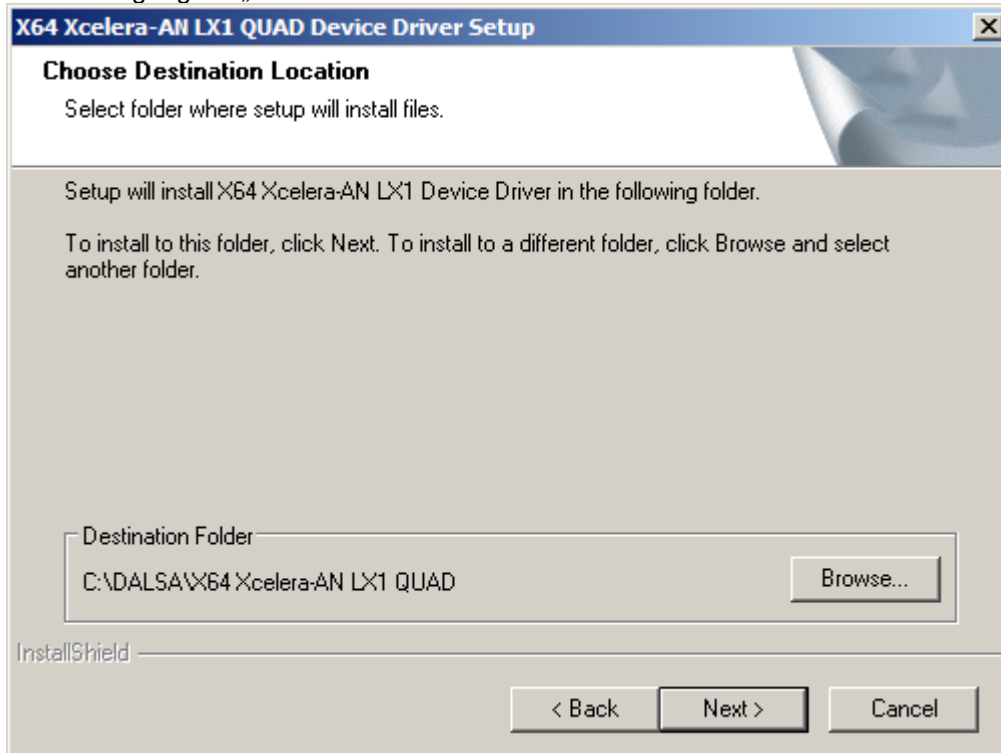 X64 Xcelera-AN LX1 QUAD Device Driver Setup
Choose Destination Location
Select folder where setup will install files.
Setup will install X64 Xcelera-AN LX1 Device Driver in the following folder.
To install to this folder, click Next. To install to a different folder, click Browse and select
another folder.
Destination Folder
C:\DALSA\X64 Xcelera-AN LX1 QUAD
Browse...
InstallShield
< Back
Next >
Cancel